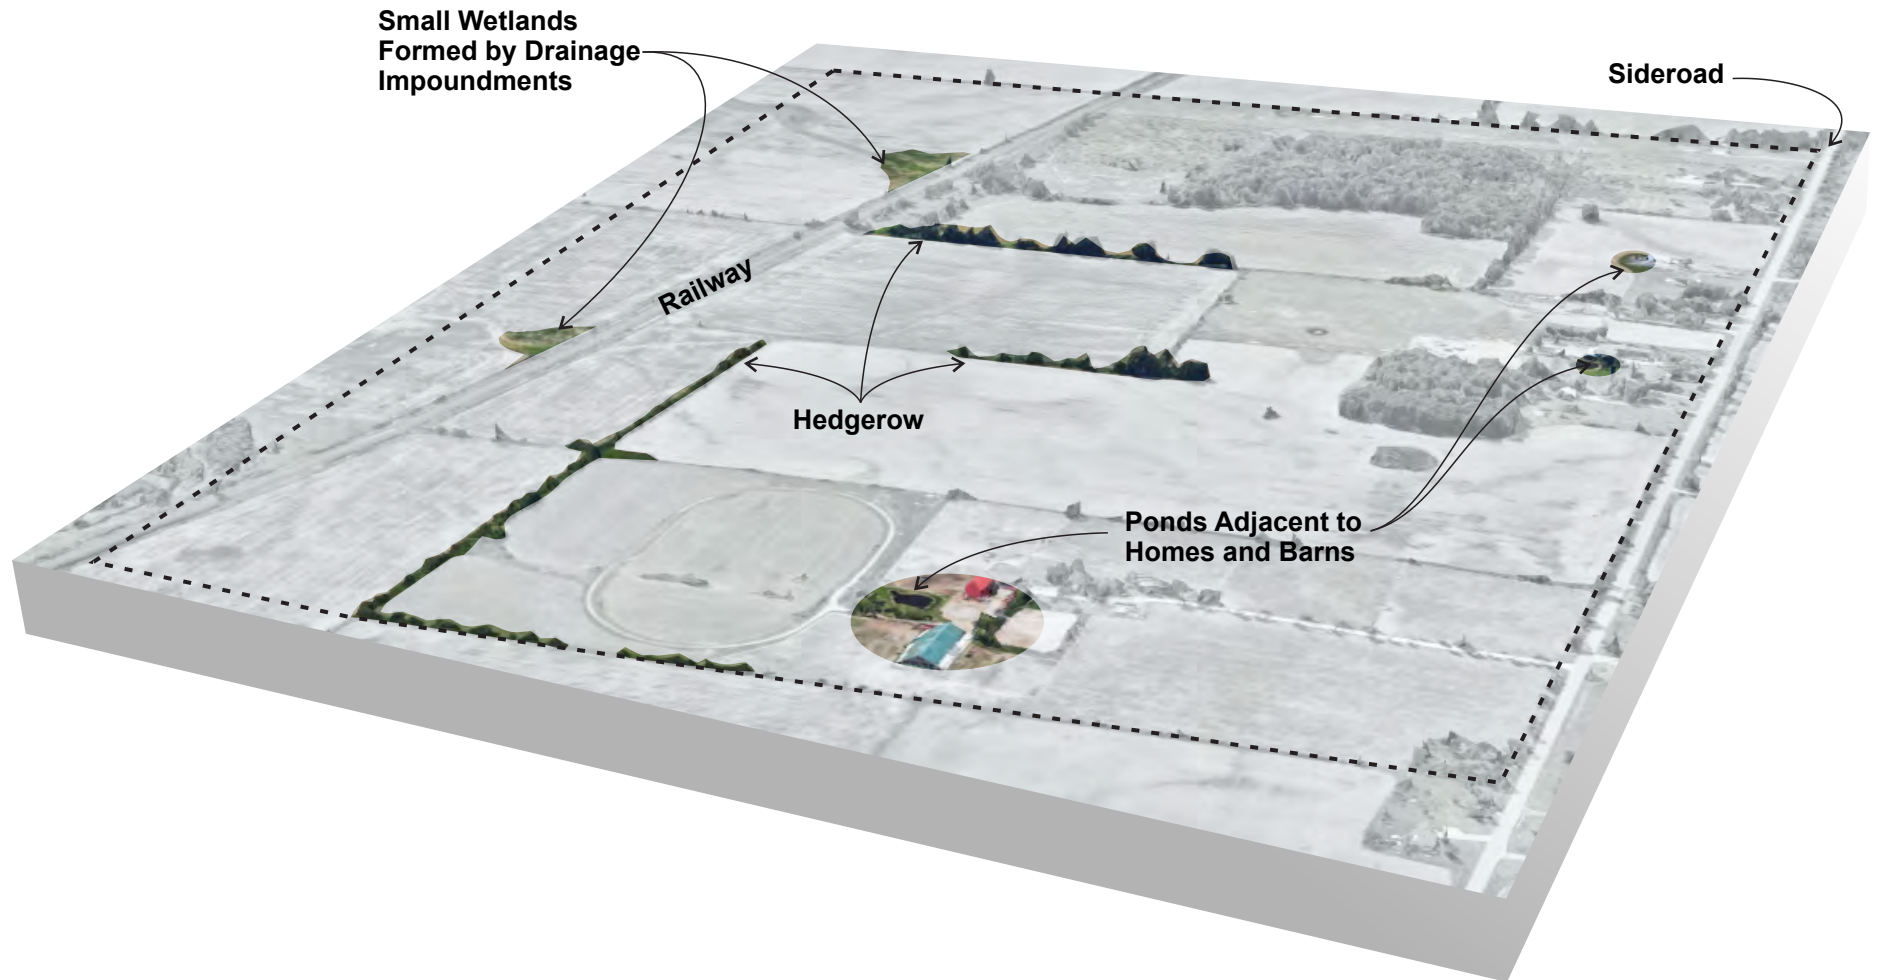 Small Wetlands
Formed by Drainage
Impoundments
Sideroad
Railway
Hedgerow
Ponds Adjacent to
Homes and Barns